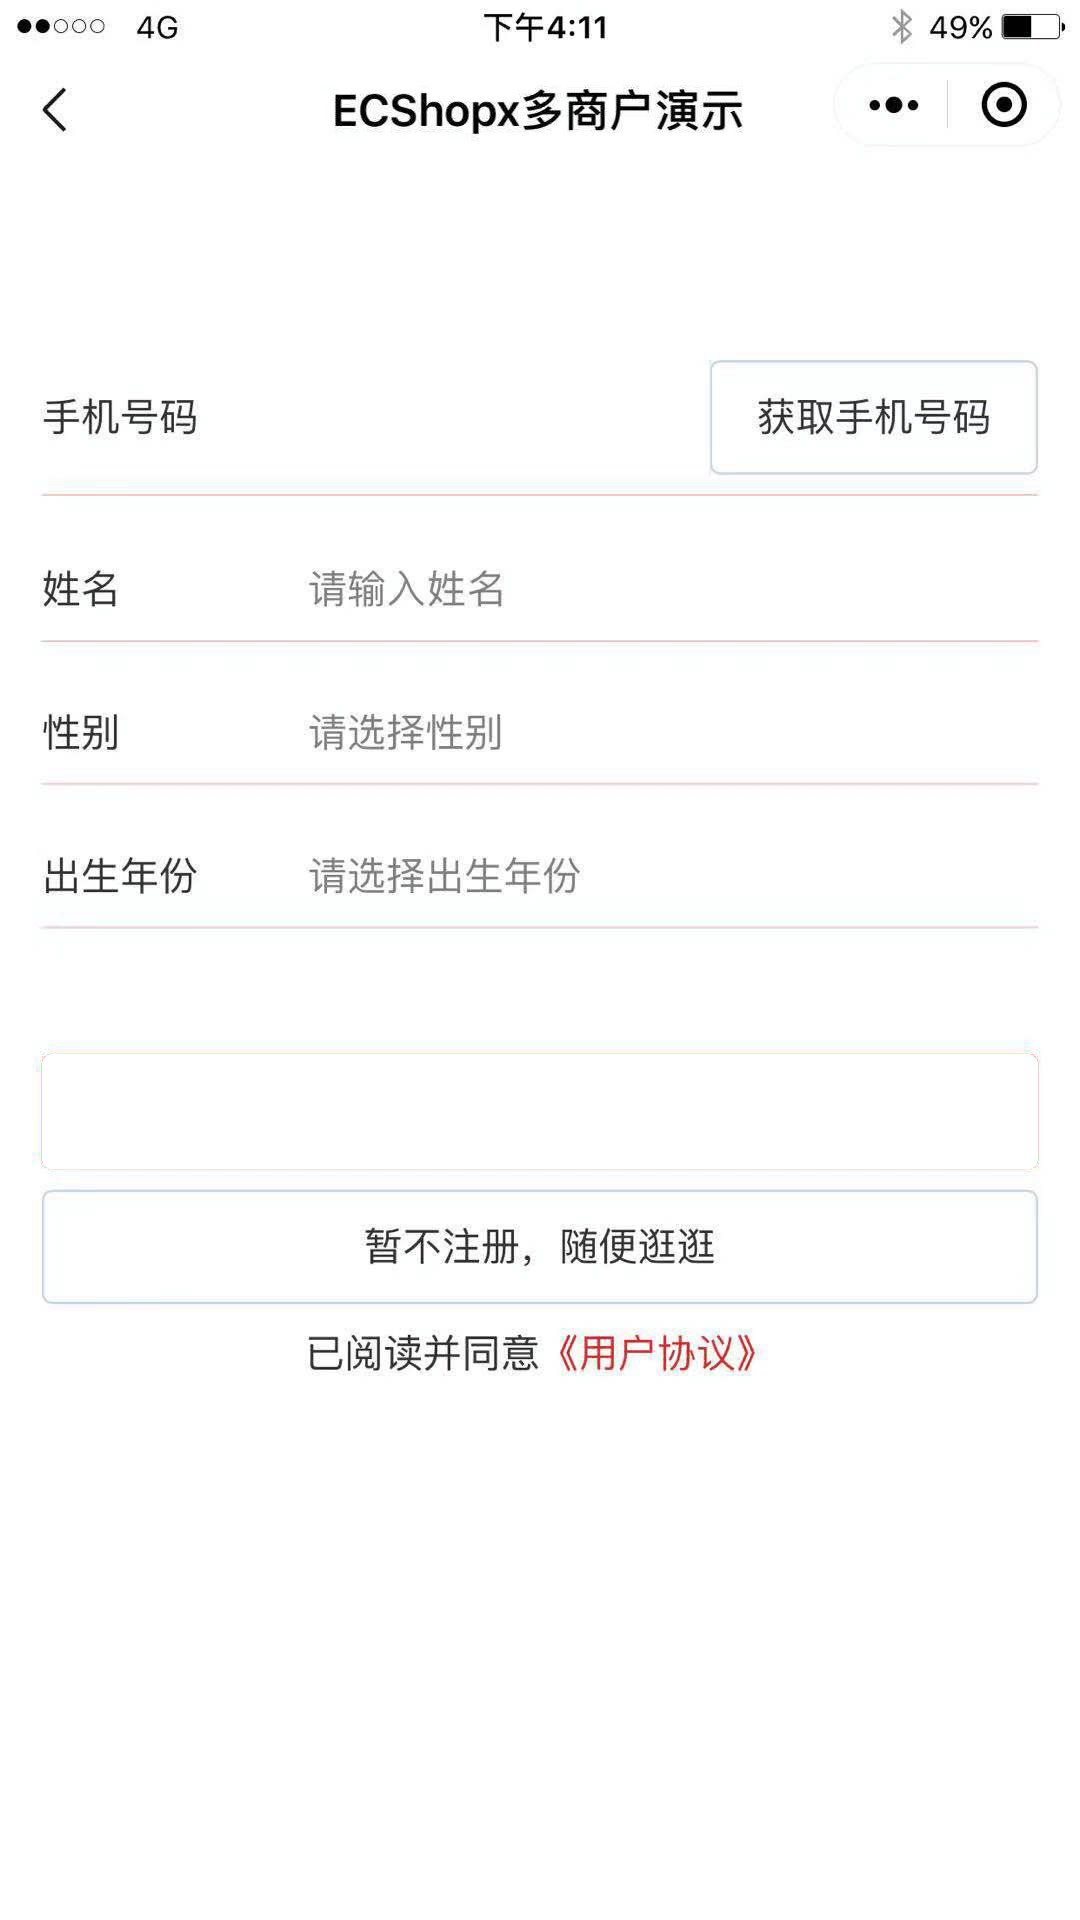 4G 下午4:11 49%
ECShopx多商户演示
手机号码 获取手机号码
姓名 请输入姓名
性别 请选择性别
出生年份 请选择出生年份
暂不注册，随便逛逛
已阅读并同意《用户协议》